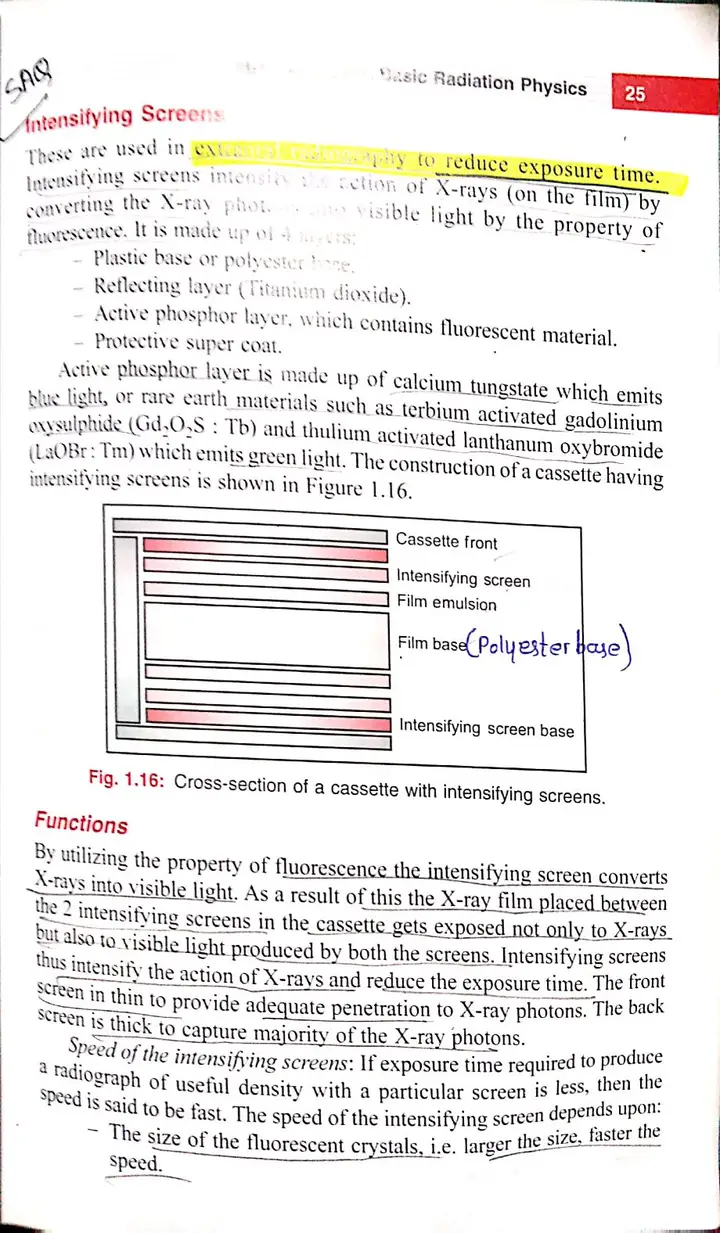 SAQ
Basic Radiation Physics 25
Intensifying Screens
These are used in extraoral radiography to reduce exposure time.
Intensifying screens intensify the action of X-rays (on the film) by
converting the X-ray photons into visible light by the property of
fluorescence. It is made up of 4 layers:
– Plastic base or polyester base.
– Reflecting layer (Titanium dioxide).
– Active phosphor layer, which contains fluorescent material.
– Protective super coat.
Active phosphor layer is made up of calcium tungstate which emits
blue light, or rare earth materials such as terbium activated gadolinium
oxysulphide (Gd₂O₂S : Tb) and thulium activated lanthanum oxybromide
(LaOBr : Tm) which emits green light. The construction of a cassette having
intensifying screens is shown in Figure 1.16.
Cassette front
Intensifying screen
Film emulsion
Film base (Polyester base)
Intensifying screen base
Fig. 1.16: Cross-section of a cassette with intensifying screens.
Functions
By utilizing the property of fluorescence the intensifying screen converts
X-rays into visible light. As a result of this the X-ray film placed between
the 2 intensifying screens in the cassette gets exposed not only to X-rays
but also to visible light produced by both the screens. Intensifying screens
thus intensify the action of X-rays and reduce the exposure time. The front
screen in thin to provide adequate penetration to X-ray photons. The back
screen is thick to capture majority of the X-ray photons.
Speed of the intensifying screens: If exposure time required to produce
a radiograph of useful density with a particular screen is less, then the
speed is said to be fast. The speed of the intensifying screen depends upon:
– The size of the fluorescent crystals, i.e. larger the size, faster the
speed.